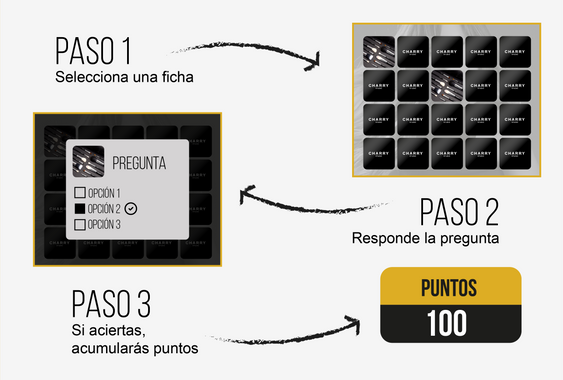 PASO 1
Selecciona una ficha
CHARRY CHARRY CHARRY CHARRY
CHARRY CHARRY CHARRY CHARRY
CHARRY CHARRY CHARRY CHARRY CHARRY
CHARRY CHARRY CHARRY CHARRY CHARRY
PREGUNTA
OPCIÓN 1
OPCIÓN 2
OPCIÓN 3
PASO 2
Responde la pregunta
PASO 3
Si aciertas,
acumularás puntos
PUNTOS
100